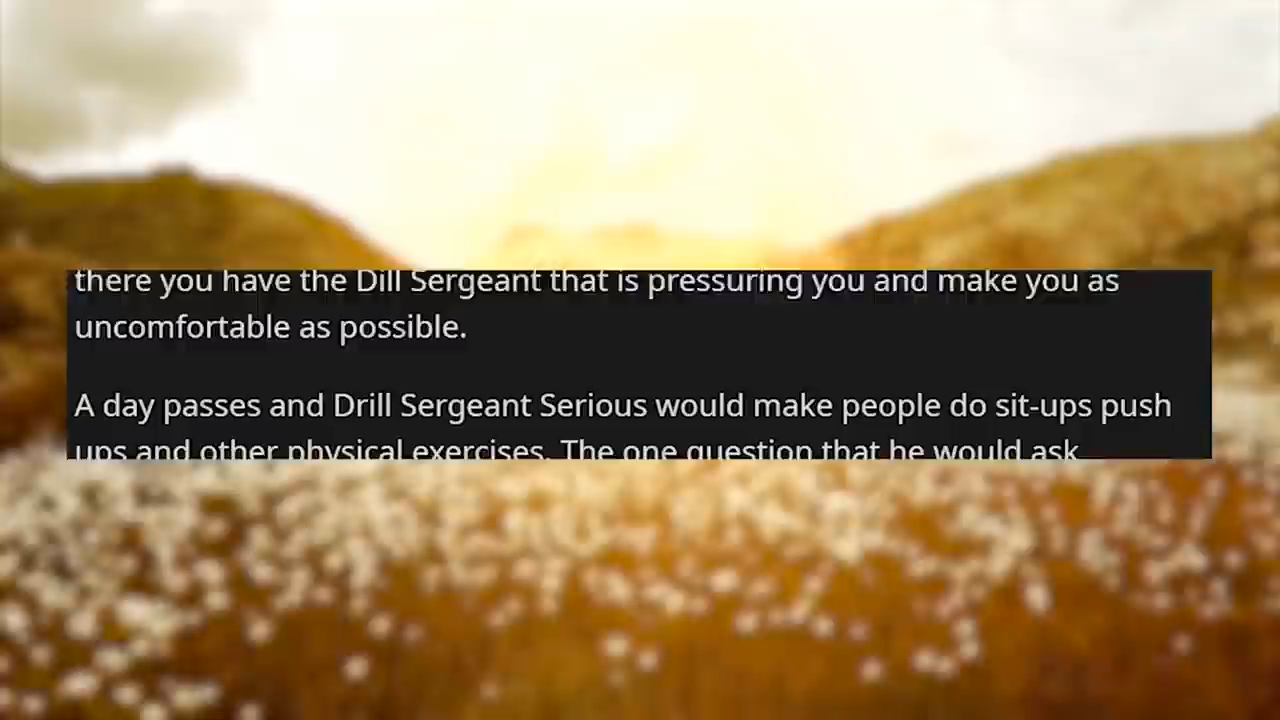 there you have the Dill Sergeant that is pressuring you and make you as
uncomfortable as possible.
A day passes and Drill Sergeant Serious would make people do sit-ups push
ups and other physical exercises. The one question that he would ask